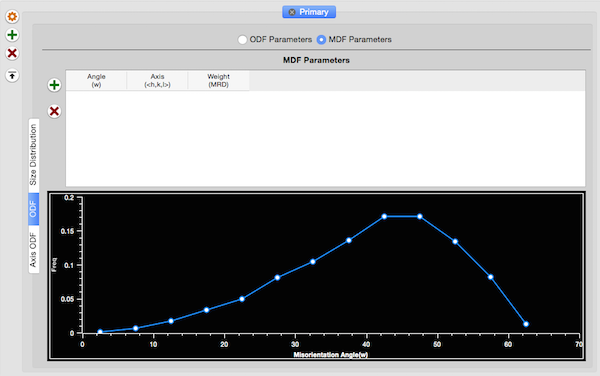 Primary
ODF Parameters MDF Parameters
MDF Parameters
Angle Axis Weight
(w) (<h,k,l>) (MRD)
Size Distribution
ODF
Axis ODF
0.2
0.15
0.1
0.05
0
Freq
0 10 20 30 40 50 60 70
Misorientation Angle(w)